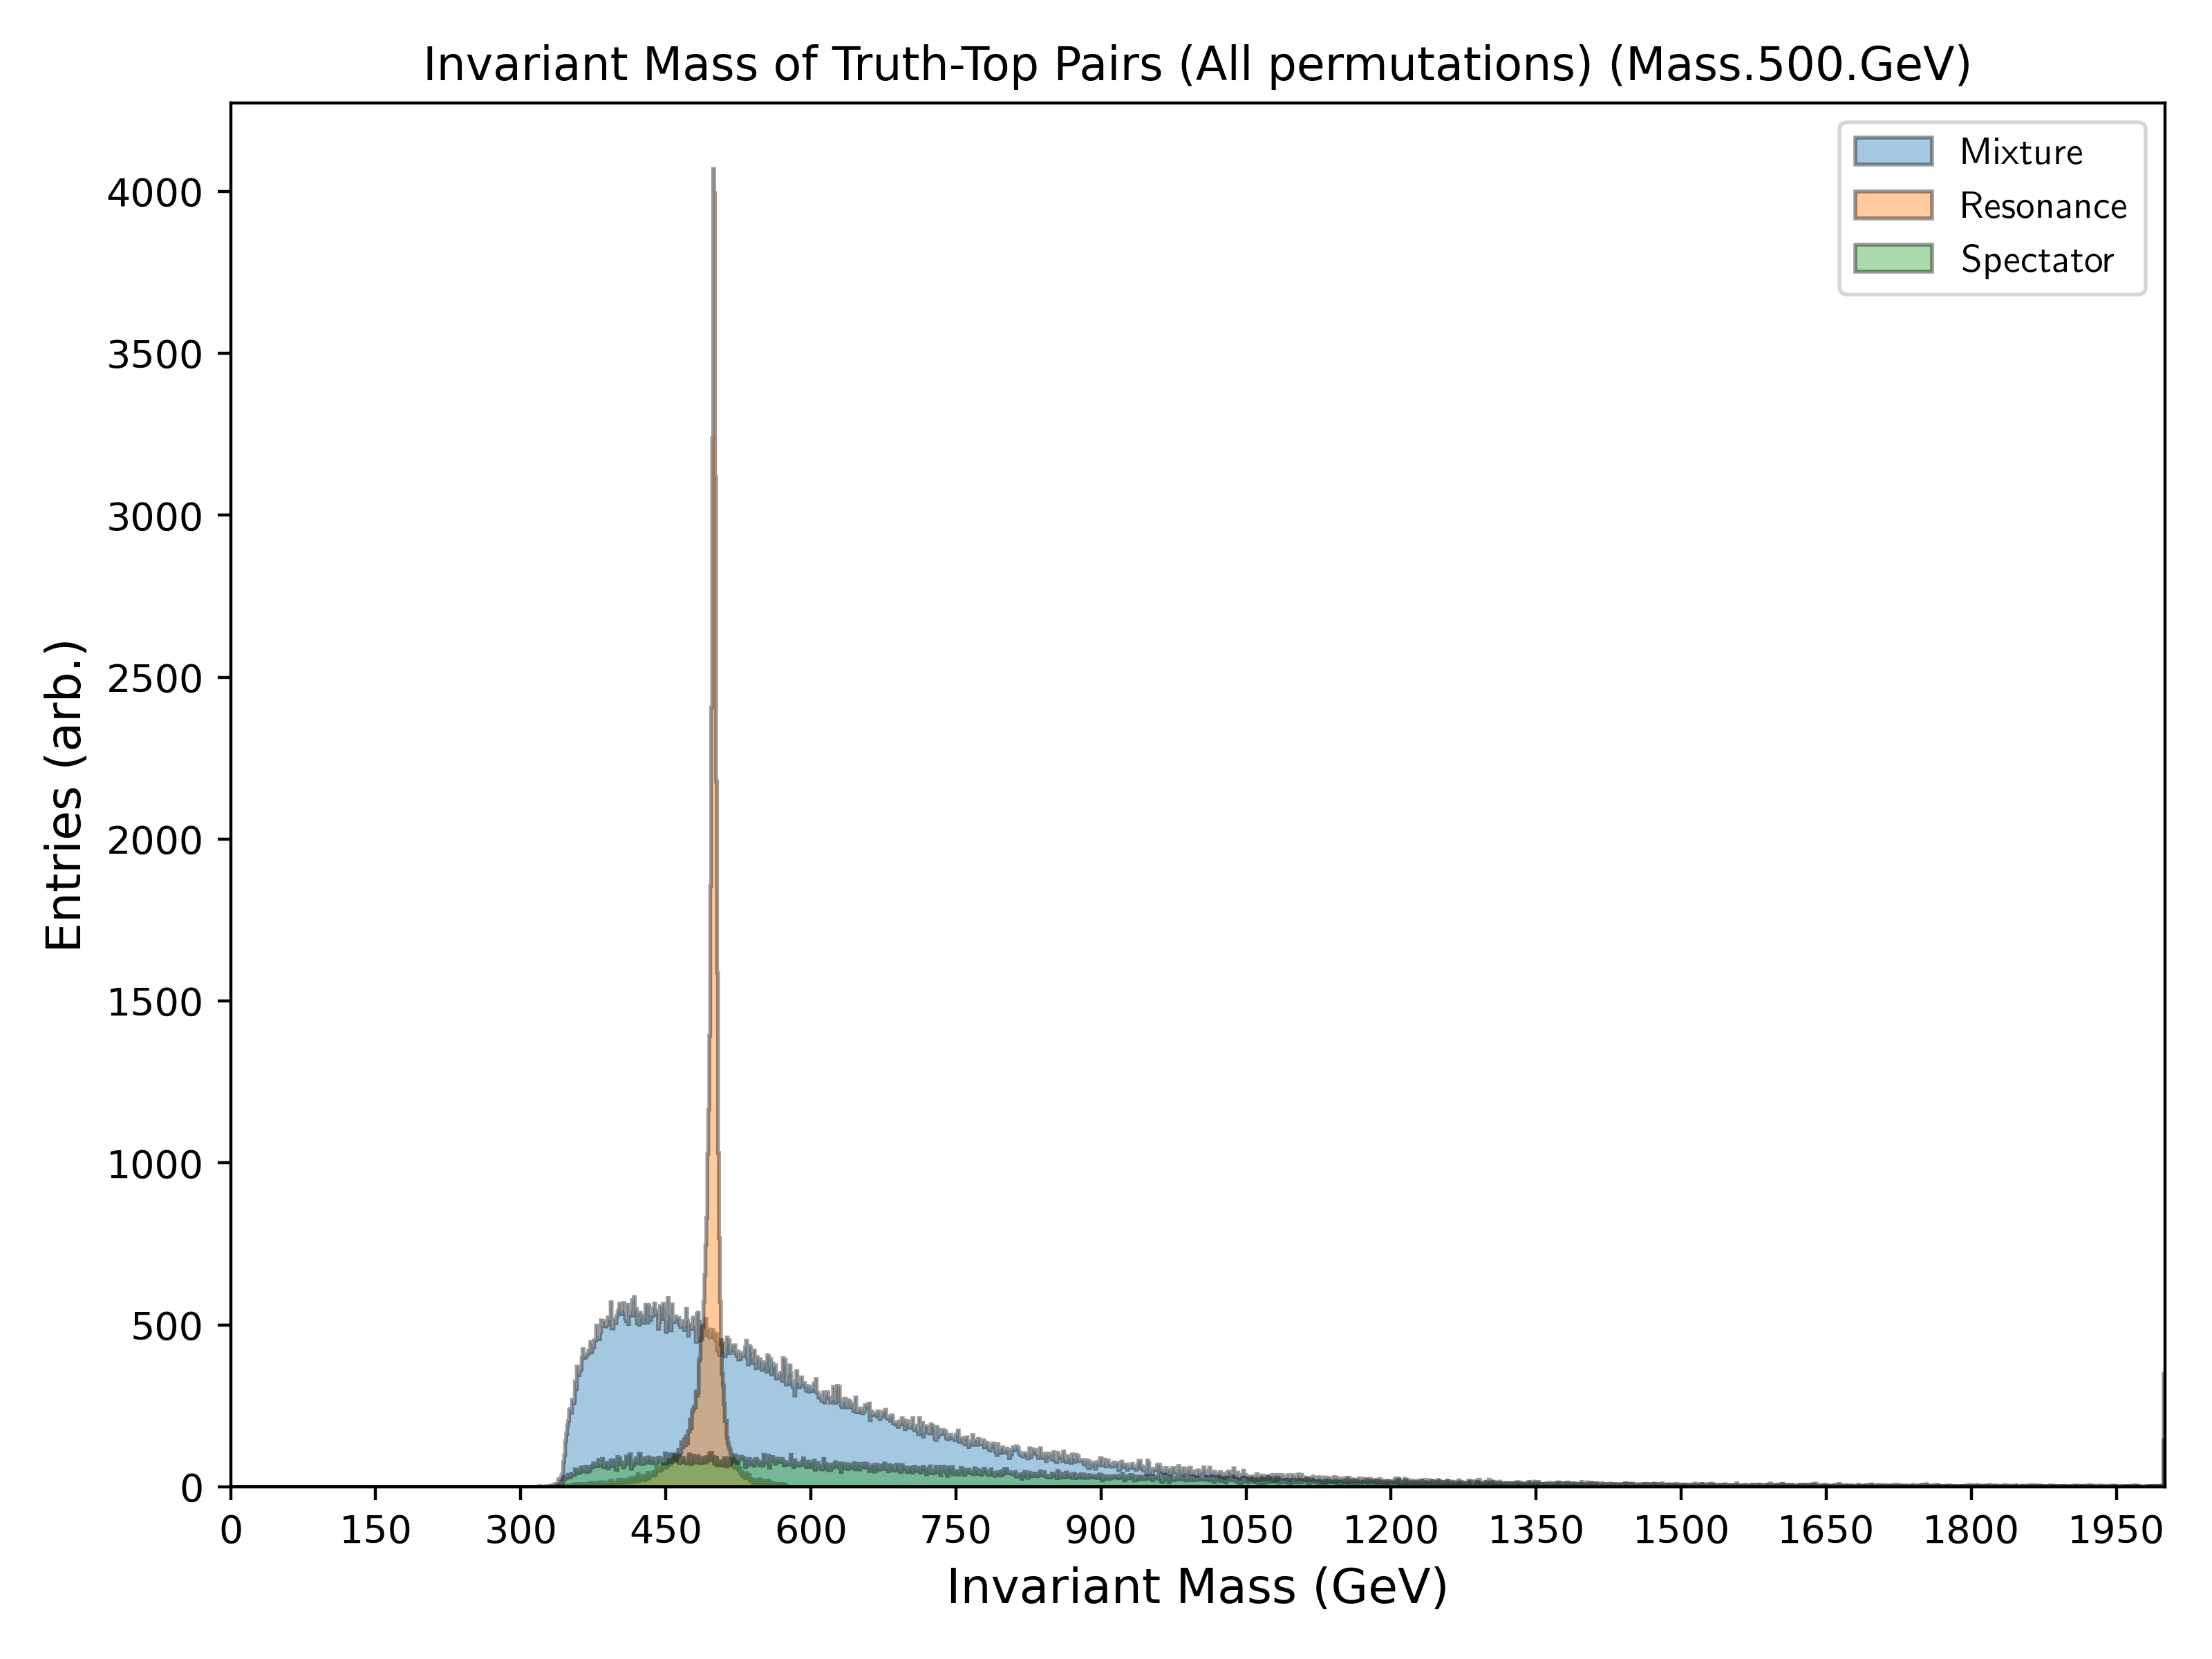 Invariant Mass of Truth-Top Pairs (All permutations) (Mass.500.GeV)
Mixture
Resonance
Spectator
Entries (arb.)
4000
3500
3000
2500
2000
1500
1000
500
0
0 150 300 450 600 750 900 1050 1200 1350 1500 1650 1800 1950
Invariant Mass (GeV)